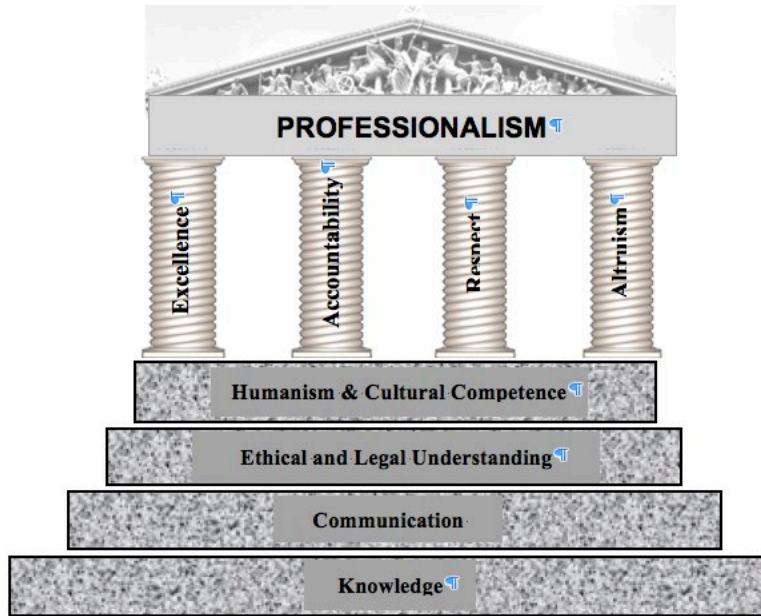 PROFESSIONALISM¶
Excellence¶
Accountability¶
Respect¶
Altruism¶
Humanism & Cultural Competence¶
Ethical and Legal Understanding¶
Communication
Knowledge¶